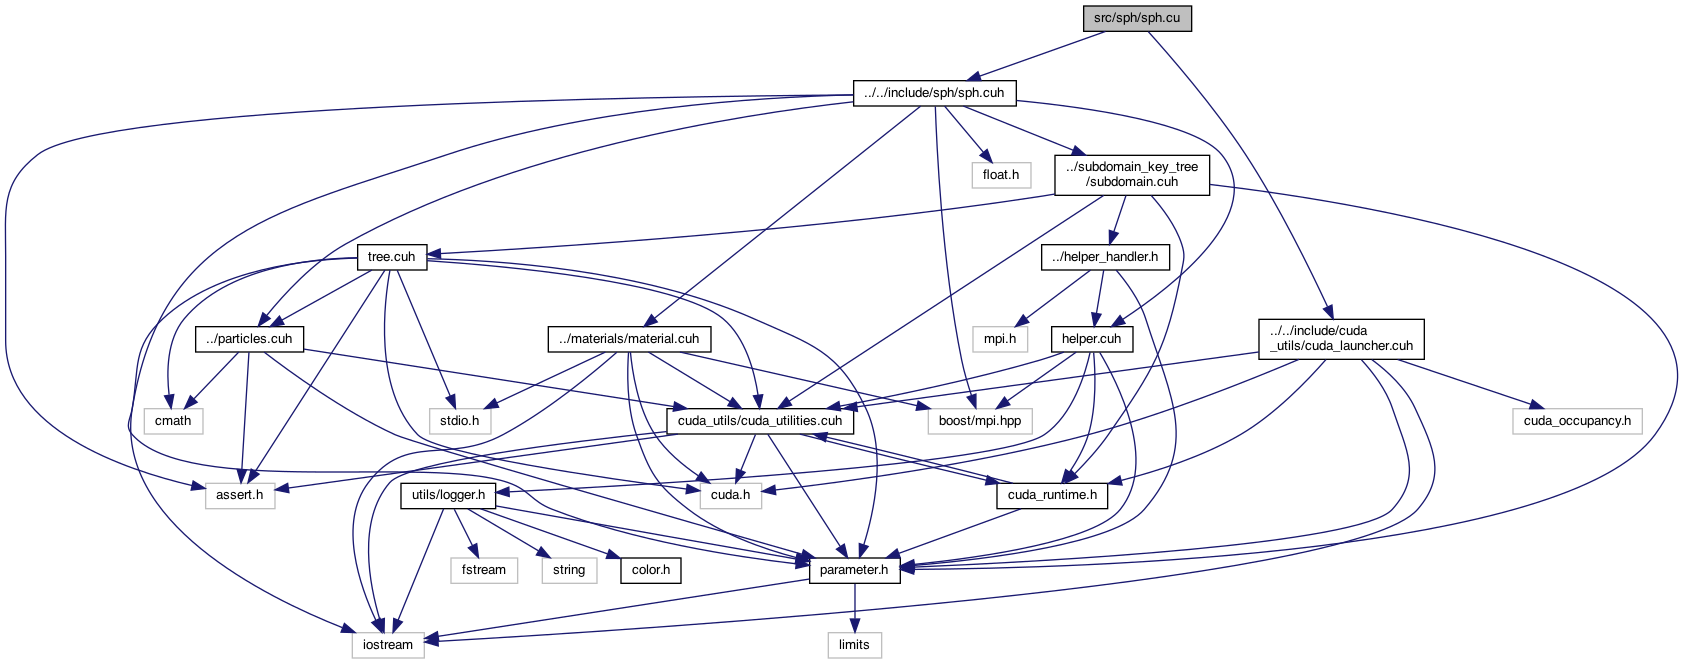 src/sph/sph.cu
../../include/sph/sph.cuh
float.h
../subdomain_key_tree
/subdomain.cuh
tree.cuh
../helper_handler.h
../particles.cuh
../materials/material.cuh
mpi.h
helper.cuh
../../include/cuda
_utils/cuda_launcher.cuh
cmath
stdio.h
cuda_utils/cuda_utilities.cuh
boost/mpi.hpp
cuda_occupancy.h
assert.h
utils/logger.h
cuda.h
cuda_runtime.h
fstream
string
color.h
parameter.h
iostream
limits